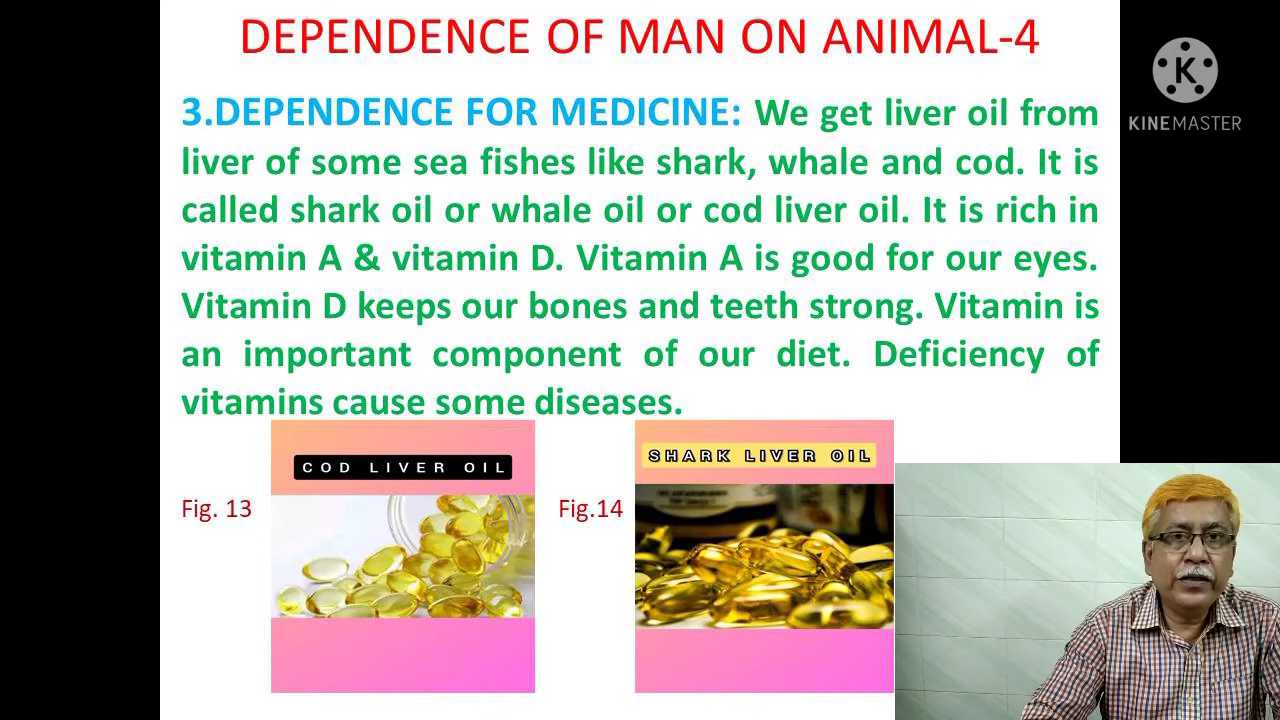 DEPENDENCE OF MAN ON ANIMAL-4
3.DEPENDENCE FOR MEDICINE: We get liver oil from
liver of some sea fishes like shark, whale and cod. It is
called shark oil or whale oil or cod liver oil. It is rich in
vitamin A & vitamin D. Vitamin A is good for our eyes.
Vitamin D keeps our bones and teeth strong. Vitamin is
an important component of our diet. Deficiency of
vitamins cause some diseases.
Fig. 13
COD LIVER OIL
Fig.14
SHARK LIVER OIL
K
KINEMASTER